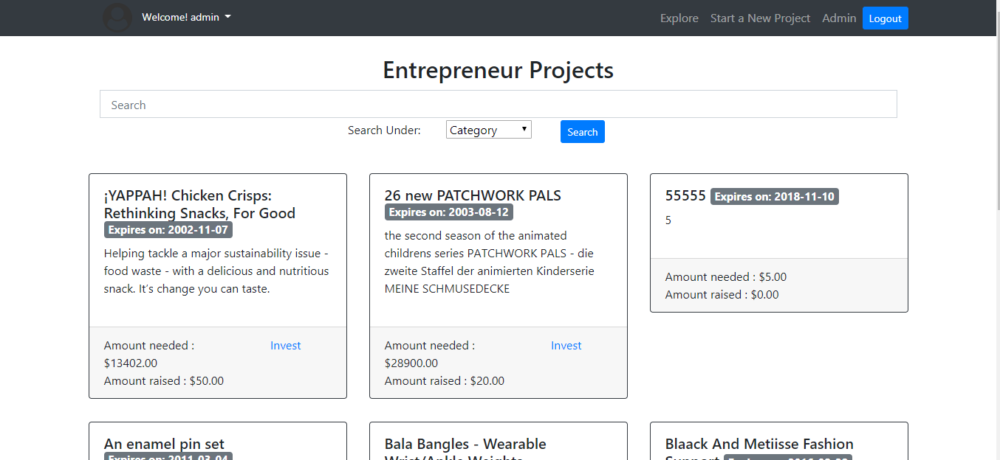 Welcome! admin
Explore Start a New Project Admin Logout
Entrepreneur Projects
Search
Search Under: Category Search
¡YAPPAH! Chicken Crisps:
Rethinking Snacks, For Good
Expires on: 2002-11-07
Helping tackle a major sustainability issue -
food waste - with a delicious and nutritious
snack. It’s change you can taste.
Amount needed : Invest
$13402.00
Amount raised : $50.00
26 new PATCHWORK PALS
Expires on: 2003-08-12
the second season of the animated
childrens series PATCHWORK PALS - die
zweite Staffel der animierten Kinderserie
MEINE SCHMUSEDECKE
Amount needed : Invest
$28900.00
Amount raised : $20.00
55555 Expires on: 2018-11-10
5
Amount needed : $5.00
Amount raised : $0.00
An enamel pin set
Expires on: 2011-03-04
Bala Bangles - Wearable
Wrist/Ankle Weights
Blaack And Metiisse Fashion
Support